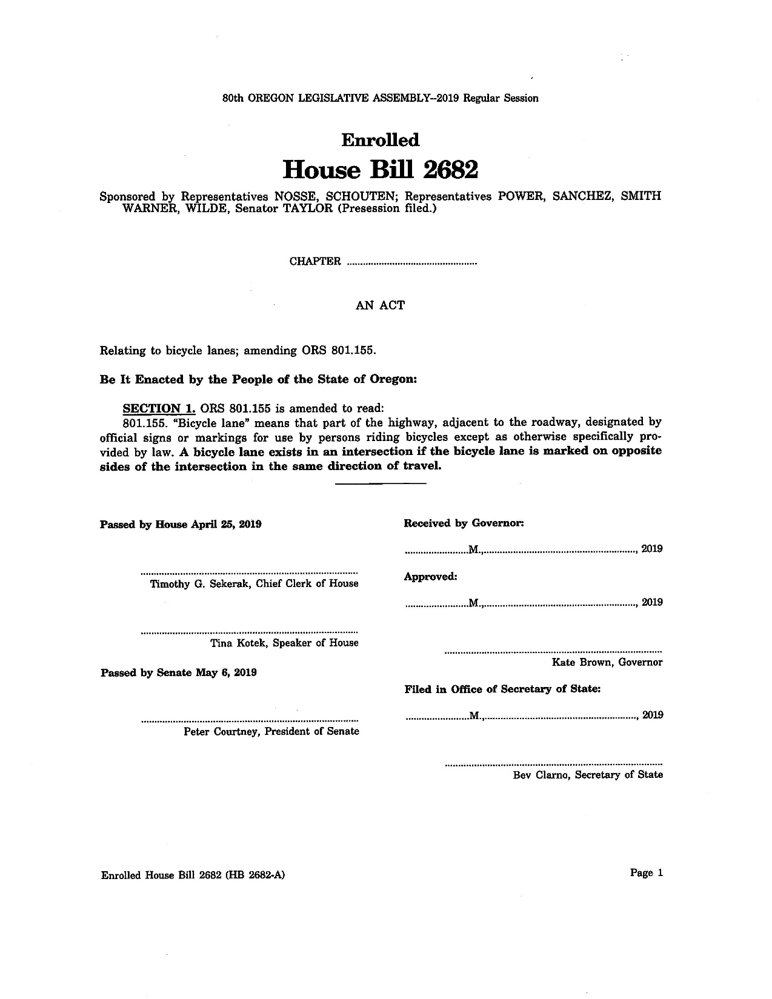 80th OREGON LEGISLATIVE ASSEMBLY--2019 Regular Session
Enrolled
House Bill 2682
Sponsored by Representatives NOSSE, SCHOUTEN; Representatives POWER, SANCHEZ, SMITH
WARNER, WILDE, Senator TAYLOR (Presession filed.)
CHAPTER .................................................
AN ACT
Relating to bicycle lanes; amending ORS 801.155.
Be It Enacted by the People of the State of Oregon:
SECTION 1. ORS 801.155 is amended to read:
801.155. “Bicycle lane” means that part of the highway, adjacent to the roadway, designated by
official signs or markings for use by persons riding bicycles except as otherwise specifically pro-
vided by law. A bicycle lane exists in an intersection if the bicycle lane is marked on opposite
sides of the intersection in the same direction of travel.
Passed by House April 25, 2019
..................................................................................
Timothy G. Sekerak, Chief Clerk of House
..................................................................................
Tina Kotek, Speaker of House
Passed by Senate May 6, 2019
..................................................................................
Peter Courtney, President of Senate
Received by Governor:
........................M.,........................................................., 2019
Approved:
........................M.,........................................................., 2019
..................................................................................
Kate Brown, Governor
Filed in Office of Secretary of State:
........................M.,........................................................., 2019
..................................................................................
Bev Clarno, Secretary of State
Enrolled House Bill 2682 (HB 2682-A)
Page 1